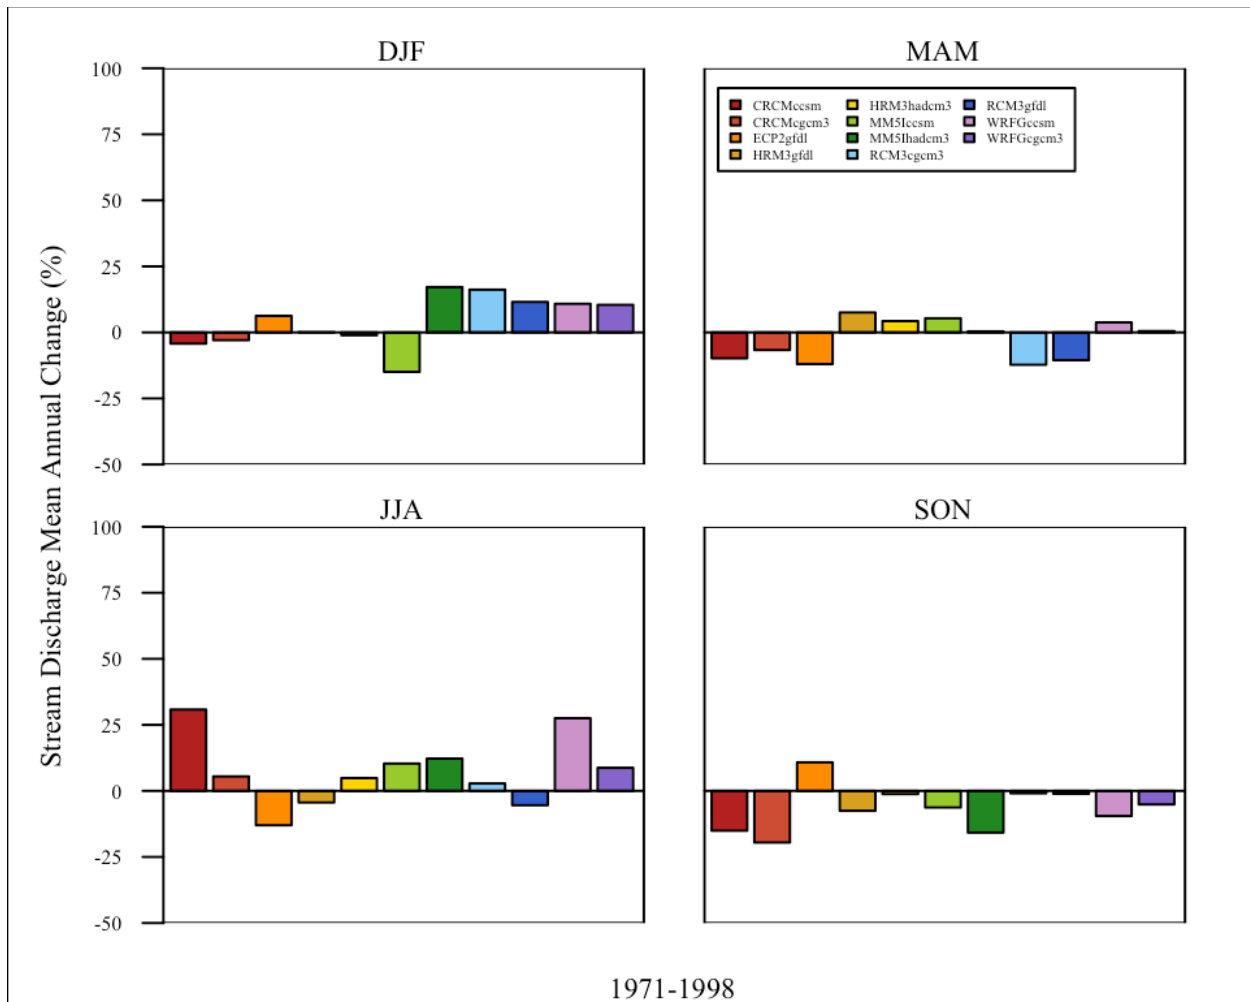 DJF
MAM
100
75
50
25
0
-25
-50
CRCMccsm
CRCMcgcm3
ECP2gfdl
HRM3gfdl
HRM3hadcm3
MM5Iccsm
MM5Ihadcm3
RCM3cgcm3
RCM3gfdl
WRFGccsm
WRFGcgcm3
Stream Discharge Mean Annual Change (%)
JJA
SON
100
75
50
25
0
-25
-50
1971-1998